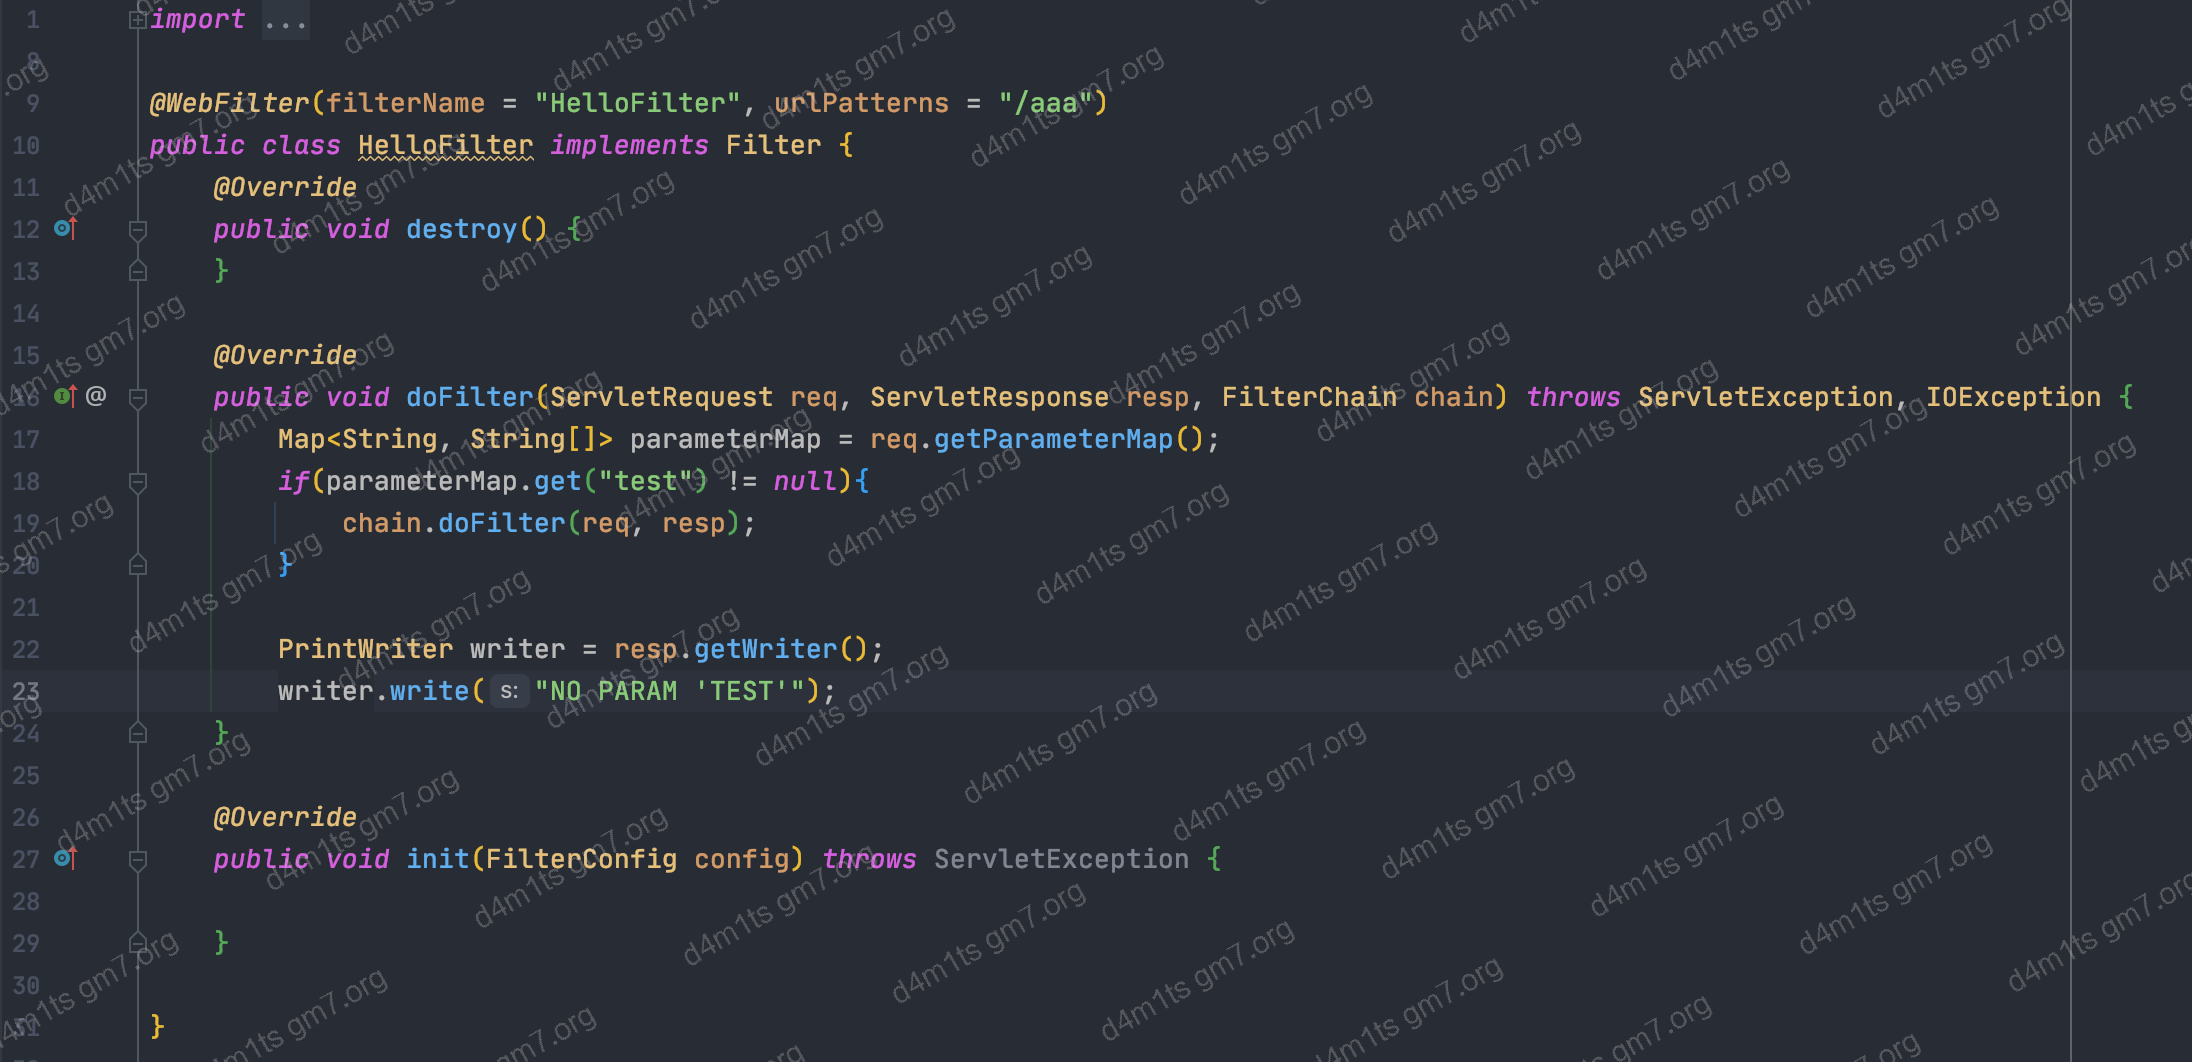 1 import ...
8
9 @WebFilter(filterName = "HelloFilter", urlPatterns = "/aaa")
10 public class HelloFilter implements Filter {
11 @Override
12 public void destroy() {
13 }
14
15 @Override
16 @ public void doFilter(ServletRequest req, ServletResponse resp, FilterChain chain) throws ServletException, IOException {
17 Map<String, String[]> parameterMap = req.getParameterMap();
18 if(parameterMap.get("test") != null){
19 chain.doFilter(req, resp);
20 }
21
22 PrintWriter writer = resp.getWriter();
23 writer.write( s: "NO PARAM 'TEST'");
24 }
25
26 @Override
27 public void init(FilterConfig config) throws ServletException {
28
29 }
30
31 }
d4m1ts gm7.org